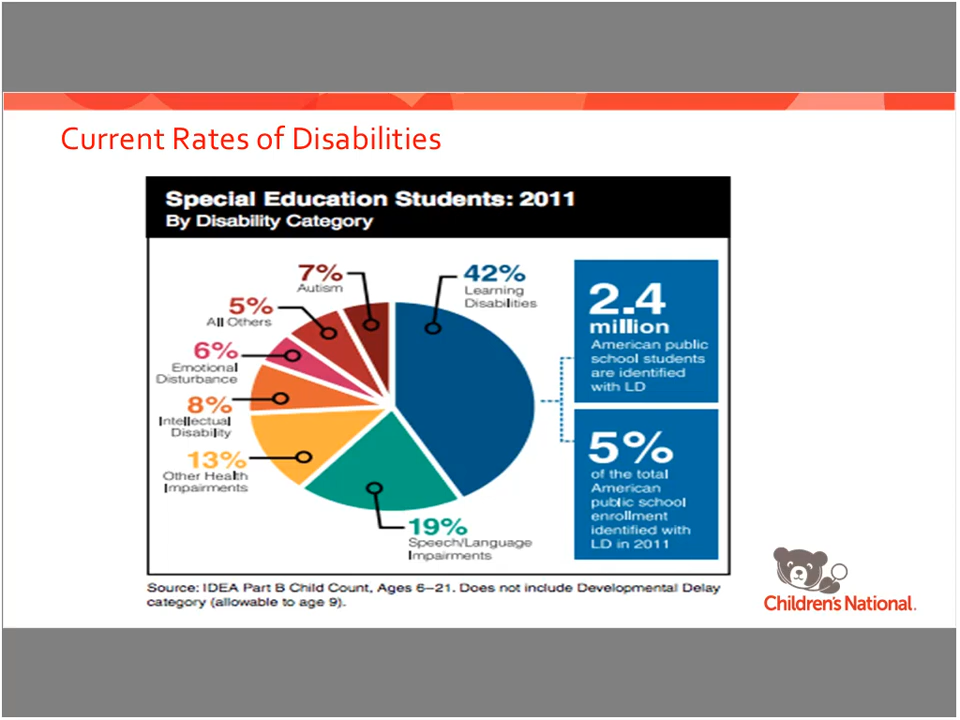 Current Rates of Disabilities
Special Education Students: 2011
By Disability Category
7%
Autism
42%
Learning
Disabilities
5%
All Others
6%
Emotional
Disturbance
8%
Intellectual
Disability
13%
Other Health
Impairments
19%
Speech/Language
Impairments
2.4
million
American public
school students
are identified
with LD
5%
of the total
American
public school
enrollment
identified with
LD in 2011
Source: IDEA Part B Child Count, Ages 6–21. Does not include Developmental Delay
category (allowable to age 9).
Children's National.